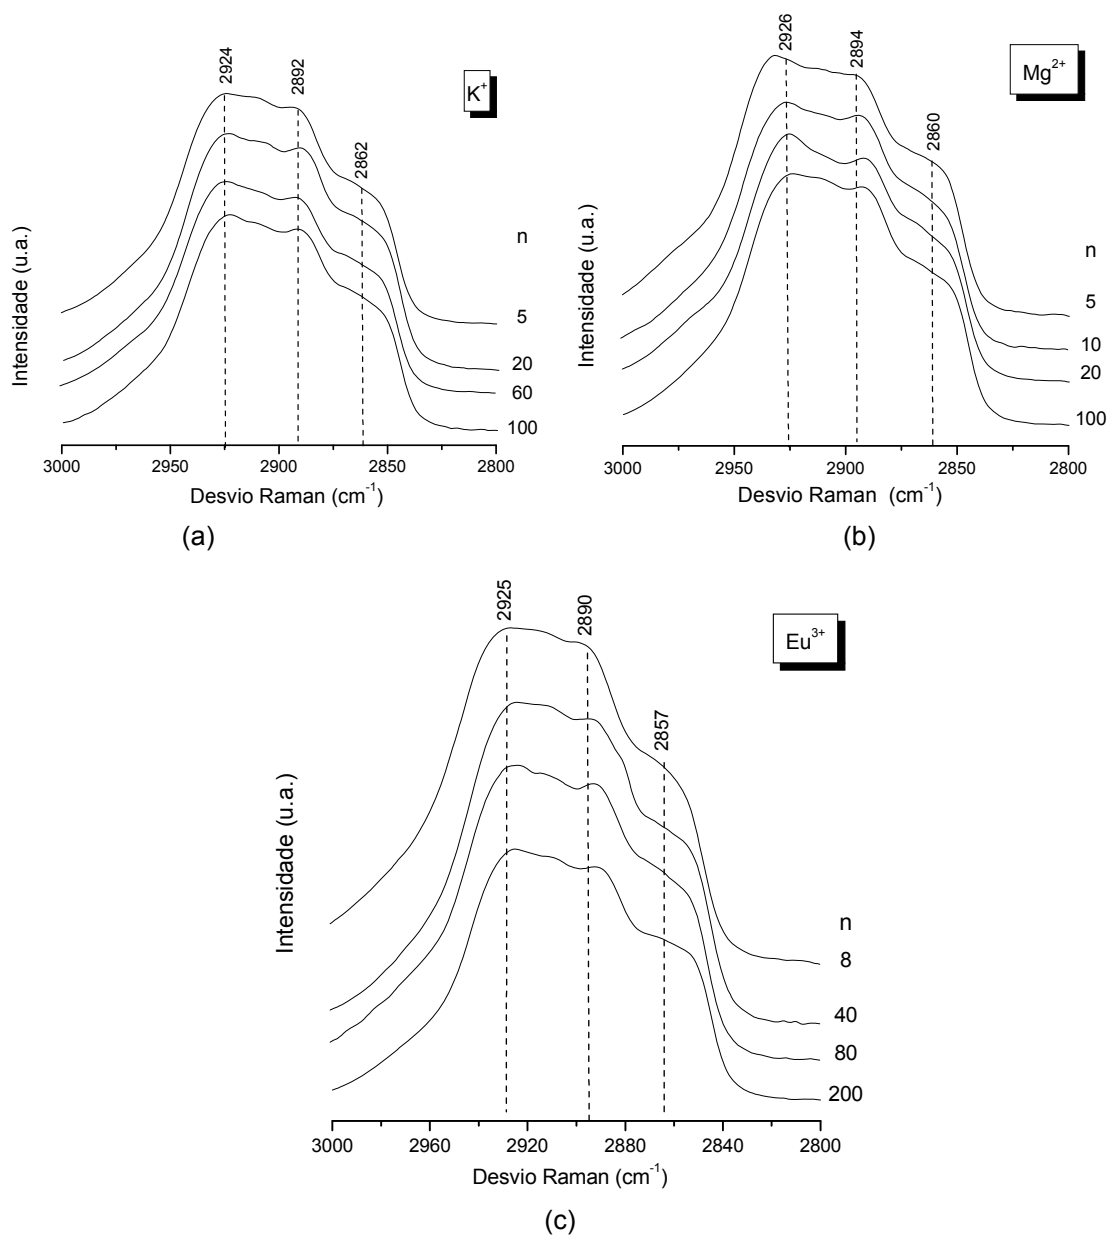 2924
2892
2862
K+
Intensidade (u.a.)
n
5
20
60
100
3000
2950
2900
2850
2800
Desvio Raman (cm-1)
(a)
2926
2894
2860
Mg2+
Intensidade (u.a.)
n
5
10
20
100
3000
2950
2900
2850
2800
Desvio Raman (cm-1)
(b)
2925
2890
2857
Eu3+
Intensidade (u.a.)
n
8
40
80
200
3000
2960
2920
2880
2840
2800
Desvio Raman (cm-1)
(c)